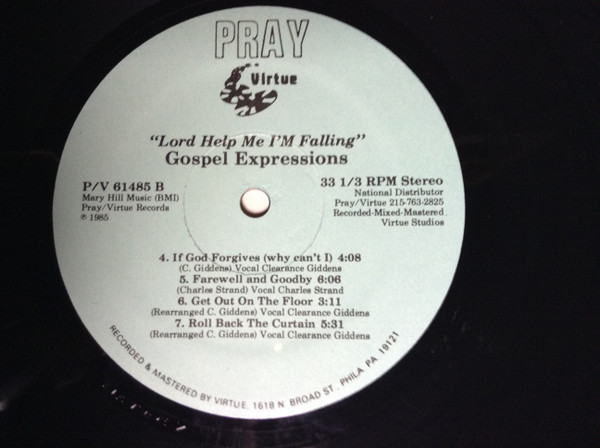 PRAY
Virtue
"Lord Help Me I'M Falling"
Gospel Expressions
P/V 61485 B
Mary Hill Music (BMI)
Pray/Virtue Records
℗ 1985
33 1/3 RPM Stereo
National Distributor
Pray/Virtue 215-763-2825
Recorded-Mixed-Mastered
Virtue Studios
4. If God Forgives (why can't I) 4:08
(C. Giddens) Vocal Clearance Giddens
5. Farewell and Goodby 6:06
(Charles Strand) Vocal Charles Strand
6. Get Out On The Floor 3:11
(Rearranged C. Giddens) Vocal Clearance Giddens
7. Roll Back The Curtain 5:31
(Rearranged C. Giddens) Vocal Clearance Giddens
RECORDED & MASTERED BY VIRTUE, 1618 N. BROAD ST., PHILA PA 19121